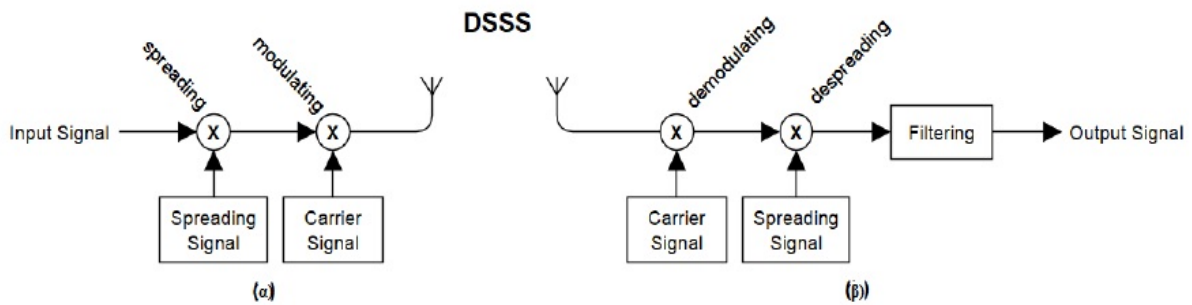 DSSS
spreading
modulating
Input Signal
X
X
Spreading
Signal
Carrier
Signal
(α)
demodulating
despreading
X
X
Filtering
Output Signal
Carrier
Signal
Spreading
Signal
(β)